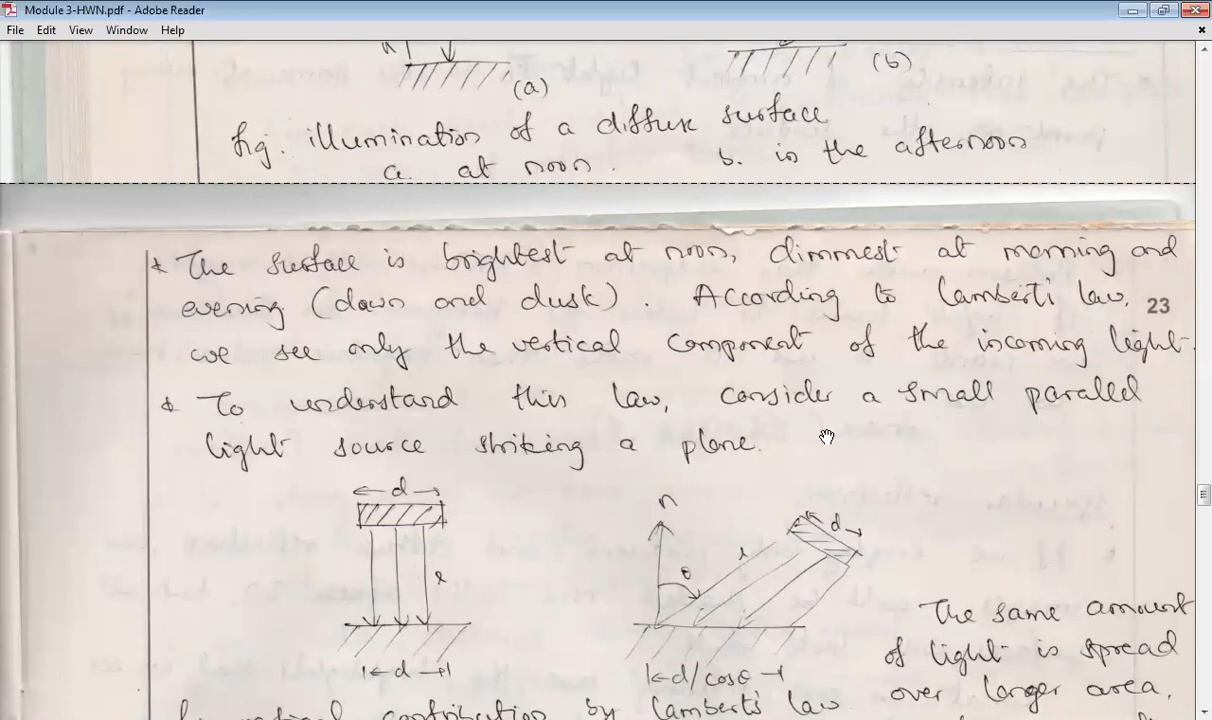 Module 3-HWN.pdf - Adobe Reader
File Edit View Window Help
(a)
(b)
fig. illumination of a diffuse surface
a. at noon.
b. in the afternoon
* The surface is brightest at noon, dimmest at morning and
evening (dawn and dusk). According to Lambert's law,
23
we see only the vertical component of the incoming light.
* To understand this law, consider a small parallel
light source striking a plane.
d
l
d
n
θ
l
d
d/cosθ
The same amount
of light is spread
over larger area,
contribution by Lambert's law